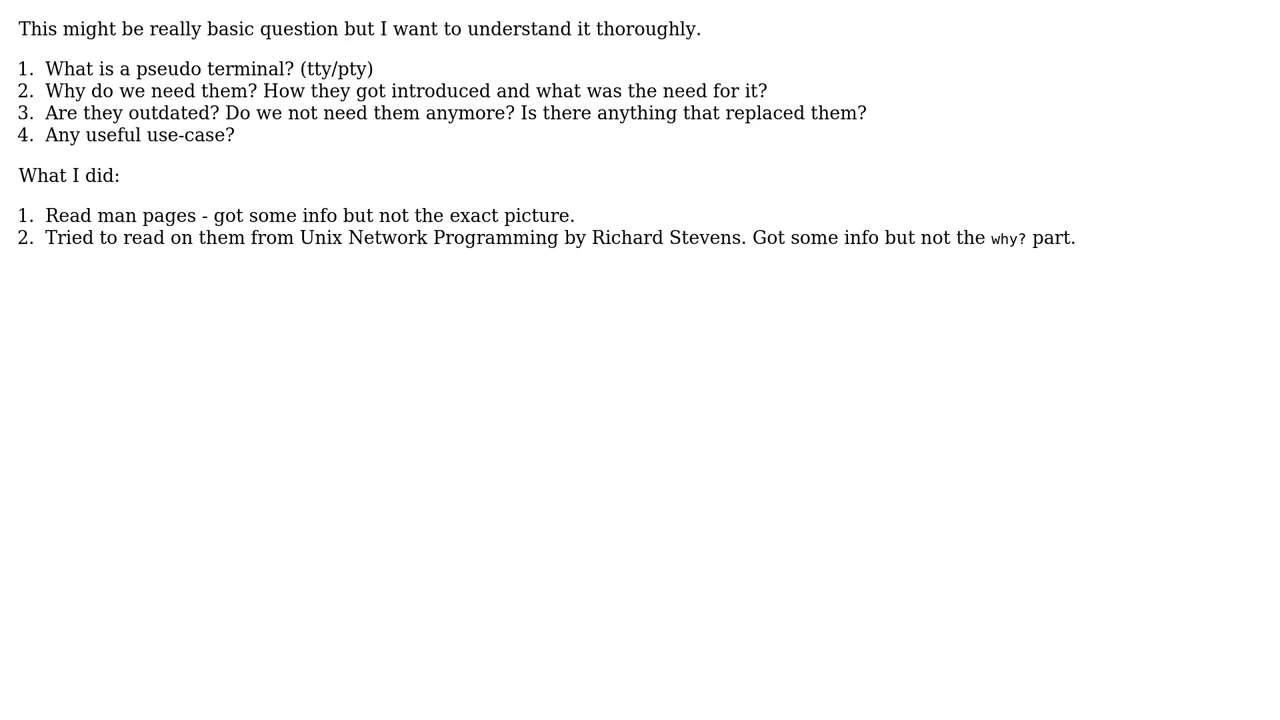 This might be really basic question but I want to understand it thoroughly.
1. What is a pseudo terminal? (tty/pty)
2. Why do we need them? How they got introduced and what was the need for it?
3. Are they outdated? Do we not need them anymore? Is there anything that replaced them?
4. Any useful use-case?
What I did:
1. Read man pages - got some info but not the exact picture.
2. Tried to read on them from Unix Network Programming by Richard Stevens. Got some info but not the why? part.